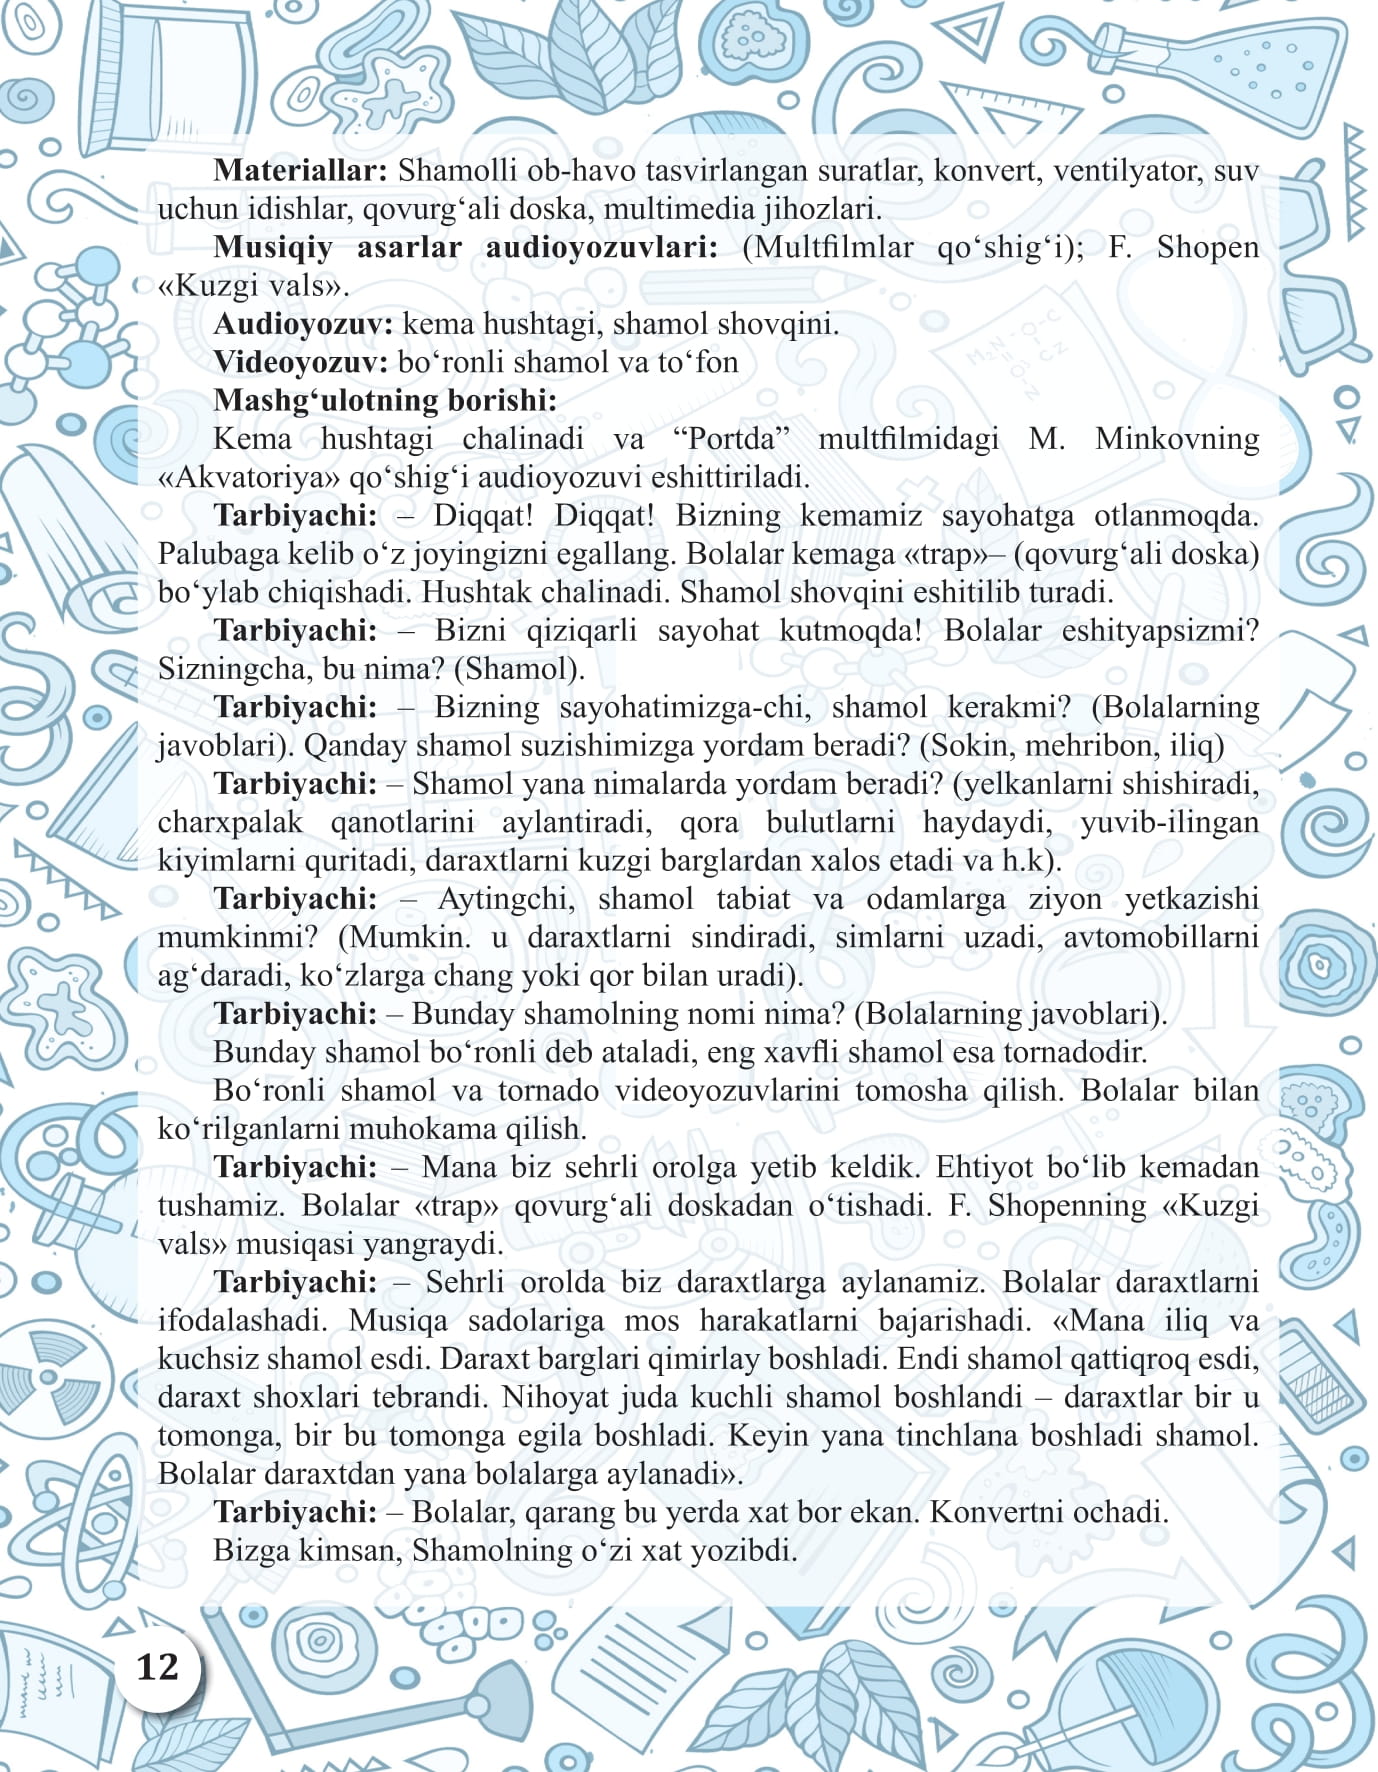 Materiallar: Shamolli ob-havo tasvirlangan suratlar, konvert, ventilyator, suv
uchun idishlar, qovurg‘ali doska, multimedia jihozlari.
Musiqiy asarlar audioyozuvlari: (Multfilmlar qo‘shig‘i); F. Shopen
«Kuzgi vals».
Audioyozuv: kema hushtagi, shamol shovqini.
Videoyozuv: bo‘ronli shamol va to‘fon
Mashg‘ulotning borishi:
Kema hushtagi chalinadi va “Portda” multfilmidagi M. Minkovning
«Akvatoriya» qo‘shig‘i audioyozuvi eshittiriladi.
Tarbiyachi: – Diqqat! Diqqat! Bizning kemamiz sayohatga otlanmoqda.
Palubaga kelib o‘z joyingizni egallang. Bolalar kemaga «trap»– (qovurg‘ali doska)
bo‘ylab chiqishadi. Hushtak chalinadi. Shamol shovqini eshitilib turadi.
Tarbiyachi: – Bizni qiziqarli sayohat kutmoqda! Bolalar eshityapsizmi?
Sizningcha, bu nima? (Shamol).
Tarbiyachi: – Bizning sayohatimizga-chi, shamol kerakmi? (Bolalarning
javoblari). Qanday shamol suzishimizga yordam beradi? (Sokin, mehribon, iliq)
Tarbiyachi: – Shamol yana nimalarda yordam beradi? (yelkanlarni shishiradi,
charxpalak qanotlarini aylantiradi, qora bulutlarni haydaydi, yuvib-ilingan
kiyimlarni quritadi, daraxtlarni kuzgi barglardan xalos etadi va h.k).
Tarbiyachi: – Aytingchi, shamol tabiat va odamlarga ziyon yetkazishi
mumkinmi? (Mumkin. u daraxtlarni sindiradi, simlarni uzadi, avtomobillarni
ag‘daradi, ko‘zlarga chang yoki qor bilan uradi).
Tarbiyachi: – Bunday shamolning nomi nima? (Bolalarning javoblari).
Bunday shamol bo‘ronli deb ataladi, eng xavfli shamol esa tornadodir.
Bo‘ronli shamol va tornado videoyozuvlarini tomosha qilish. Bolalar bilan
ko‘rilganlarni muhokama qilish.
Tarbiyachi: – Mana biz sehrli orolga yetib keldik. Ehtiyot bo‘lib kemadan
tushamiz. Bolalar «trap» qovurg‘ali doskadan o‘tishadi. F. Shopenning «Kuzgi
vals» musiqasi yangraydi.
Tarbiyachi: – Sehrli orolda biz daraxtlarga aylanamiz. Bolalar daraxtlarni
ifodalashadi. Musiqa sadolariga mos harakatlarni bajarishadi. «Mana iliq va
kuchsiz shamol esdi. Daraxt barglari qimirlay boshladi. Endi shamol qattiqroq esdi,
daraxt shoxlari tebrandi. Nihoyat juda kuchli shamol boshlandi – daraxtlar bir u
tomonga, bir bu tomonga egila boshladi. Keyin yana tinchlana boshladi shamol.
Bolalar daraxtdan yana bolalarga aylanadi».
Tarbiyachi: – Bolalar, qarang bu yerda xat bor ekan. Konvertni ochadi.
Bizga kimsan, Shamolning o‘zi xat yozibdi.
12